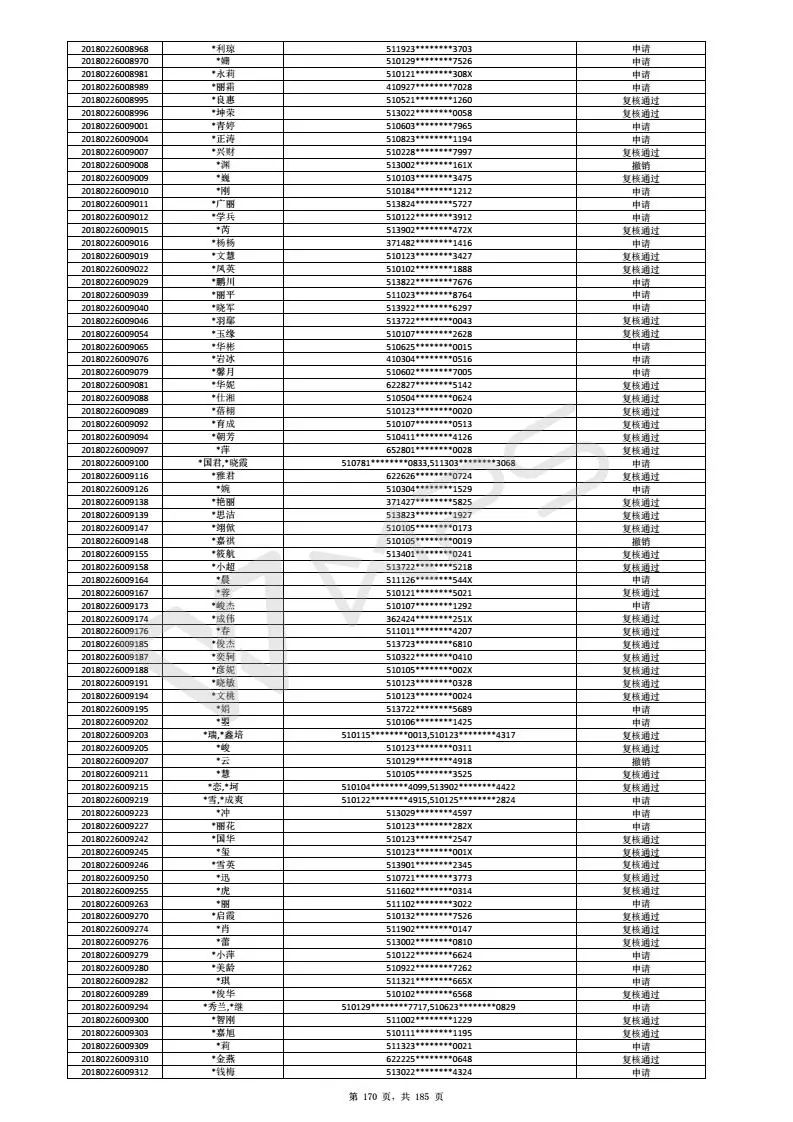 20180226008968 *利琼 511923********3703 申请
20180226008970 *姗 510129********7526 申请
20180226008981 *永莉 510121********308X 申请
20180226008989 *丽霜 410927********7028 申请
20180226008995 *良惠 510521********1260 复核通过
20180226008996 *坤荣 513022********0058 复核通过
20180226009001 *青婷 510603********7965 申请
20180226009004 *正涛 510823********1194 申请
20180226009007 *兴财 510228********7997 复核通过
20180226009008 *渊 513002********161X 撤销
20180226009009 *巍 510103********3475 复核通过
20180226009010 *刚 510184********1212 申请
20180226009011 *广丽 513824********5727 申请
20180226009012 *学兵 510122********3912 申请
20180226009015 *芮 513902********472X 复核通过
20180226009016 *杨杨 371482********1416 申请
20180226009019 *文慧 510123********3427 复核通过
20180226009022 *凤英 510102********1888 复核通过
20180226009029 *鹏川 513822********7676 申请
20180226009039 *丽平 511023********8764 申请
20180226009040 *晓军 513922********6297 申请
20180226009046 *羽鄢 513722********0043 复核通过
20180226009054 *玉缘 510107********2628 复核通过
20180226009065 *华彬 510625********0015 申请
20180226009076 *岩冰 410304********0516 申请
20180226009079 *馨月 510602********7005 申请
20180226009081 *华妮 622827********5142 复核通过
20180226009088 *仕湘 510504********0624 复核通过
20180226009089 *蓓栩 510123********0020 复核通过
20180226009092 *育成 510107********0513 复核通过
20180226009094 *朝芳 510411********4126 复核通过
20180226009097 *萍 652801********0028 复核通过
20180226009100 *国君,*晓霞 510781********0833,511303********3068 申请
20180226009116 *雅君 622626********0724 复核通过
20180226009126 *婉 510304********1529 申请
20180226009138 *艳丽 371427********5825 复核通过
20180226009139 *思洁 513823********1927 复核通过
20180226009147 *翊歆 510105********0173 复核通过
20180226009148 *嘉祺 510105********0019 撤销
20180226009155 *筱航 513401********0241 复核通过
20180226009158 *小超 513722********5218 复核通过
20180226009164 *晨 511126********544X 申请
20180226009167 *蓉 510121********5021 复核通过
20180226009173 *峻杰 510107********1292 申请
20180226009174 *成伟 362424********251X 复核通过
20180226009176 *春 511011********4207 复核通过
20180226009185 *俊杰 513723********6810 复核通过
20180226009187 *奕轲 510322********0410 复核通过
20180226009188 *彦妮 510105********002X 复核通过
20180226009191 *晓敏 510123********0328 复核通过
20180226009194 *文桃 510123********0024 复核通过
20180226009195 *娟 513722********5689 申请
20180226009202 * 510106********1425 申请
20180226009203 *瑞,*鑫培 510115********0013,510123********4317 复核通过
20180226009205 *峻 510123********0311 复核通过
20180226009207 *云 510129********4918 撤销
20180226009211 *慧 510105********3525 复核通过
20180226009215 *恋,*坷 510104********4099,513902********4422 复核通过
20180226009219 *雪,*成爽 510122********4915,510125********2824 申请
20180226009223 *冲 513029********4597 申请
20180226009227 *丽花 510123********282X 申请
20180226009242 *国华 510123********2547 复核通过
20180226009245 *玺 510123********001X 复核通过
20180226009246 *雪英 513901********2345 复核通过
20180226009250 *迅 510721********3773 复核通过
20180226009255 *虎 511602********0314 复核通过
20180226009263 *丽 511102********3022 申请
20180226009270 *启霞 510132********7526 复核通过
20180226009274 *肖 511902********0147 复核通过
20180226009276 *蕾 513002********0810 复核通过
20180226009279 *小萍 510122********6624 申请
20180226009280 *美龄 510922********7262 申请
20180226009282 *琪 511321********665X 申请
20180226009289 *俊华 510102********6568 复核通过
20180226009294 *秀兰,*继 510129********7717,510623********0829 申请
20180226009300 *智刚 511002********1229 复核通过
20180226009303 *嘉旭 510111********1195 复核通过
20180226009309 *莉 511323********0021 申请
20180226009310 *金燕 622225********0648 复核通过
20180226009312 *钱梅 513022********4324 申请
第 170 页，共 185 页